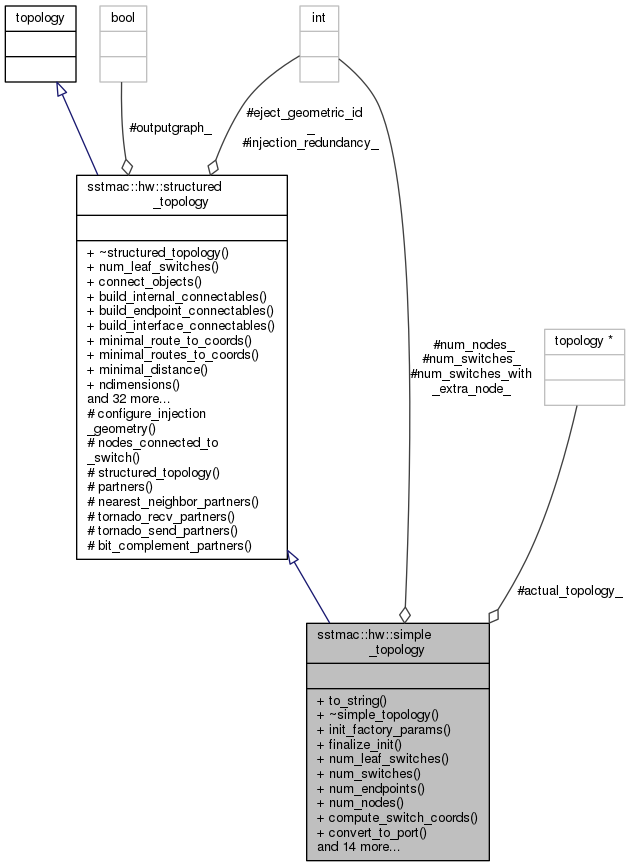 topology
bool
int
#outputgraph_
#eject_geometric_id
_
#injection_redundancy_
sstmac::hw::structured
_topology
+ ~structured_topology()
+ num_leaf_switches()
+ connect_objects()
+ build_internal_connectables()
+ build_endpoint_connectables()
+ build_interface_connectables()
+ minimal_route_to_coords()
+ minimal_routes_to_coords()
+ minimal_distance()
+ ndimensions()
and 32 more...
# configure_injection
_geometry()
# nodes_connected_to
_switch()
# structured_topology()
# partners()
# nearest_neighbor_partners()
# tornado_recv_partners()
# tornado_send_partners()
# bit_complement_partners()
#num_nodes_
#num_switches_
#num_switches_with
_extra_node_
topology *
#actual_topology_
sstmac::hw::simple
_topology
+ to_string()
+ ~simple_topology()
+ init_factory_params()
+ finalize_init()
+ num_leaf_switches()
+ num_switches()
+ num_endpoints()
+ num_nodes()
+ compute_switch_coords()
+ convert_to_port()
and 14 more...